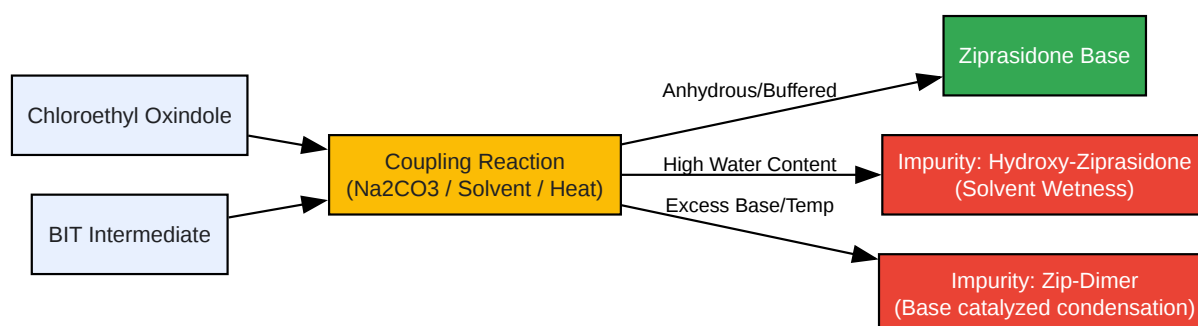 Chloroethyl Oxindole
BIT Intermediate
Coupling Reaction
(Na2CO3 / Solvent / Heat)
Anhydrous/Buffered
High Water Content
Excess Base/Temp
Ziprasidone Base
Impurity: Hydroxy-Ziprasidone
(Solvent Wetness)
Impurity: Zip-Dimer
(Base catalyzed condensation)